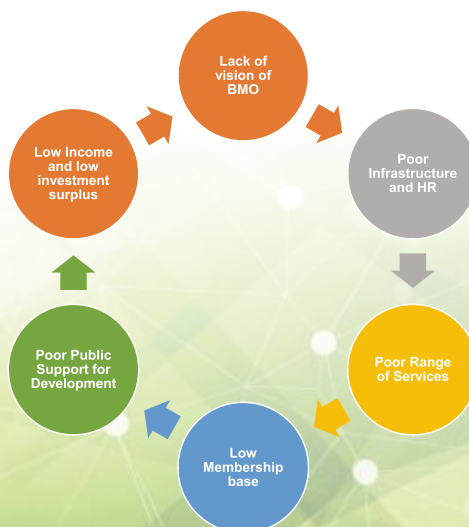 Lack of
vision of
BMO
Poor
Infrastructure
and HR
Poor Range
of Services
Low
Membership
base
Poor Public
Support for
Development
Low Income
and low
investment
surplus